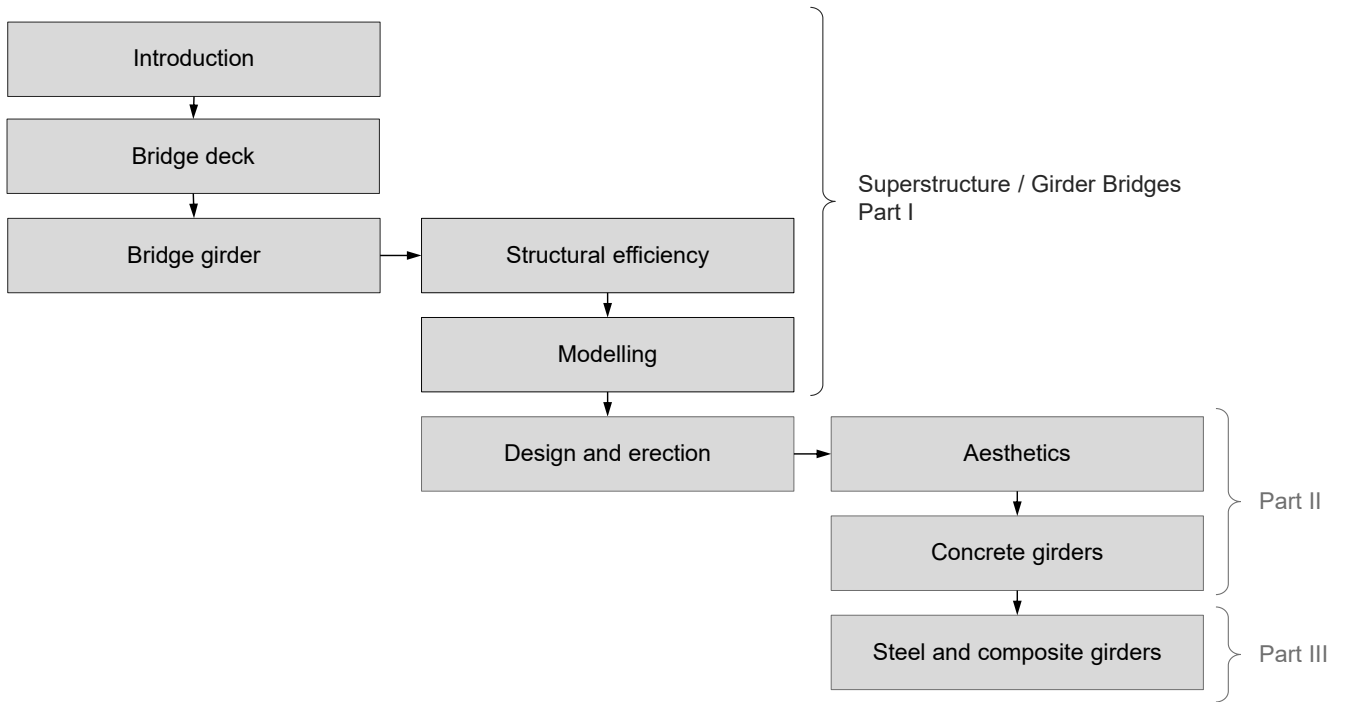 Introduction
Bridge deck
Superstructure / Girder Bridges
Part I
Bridge girder
Structural efficiency
Modelling
Design and erection
Aesthetics
Part II
Concrete girders
Steel and composite girders
Part III